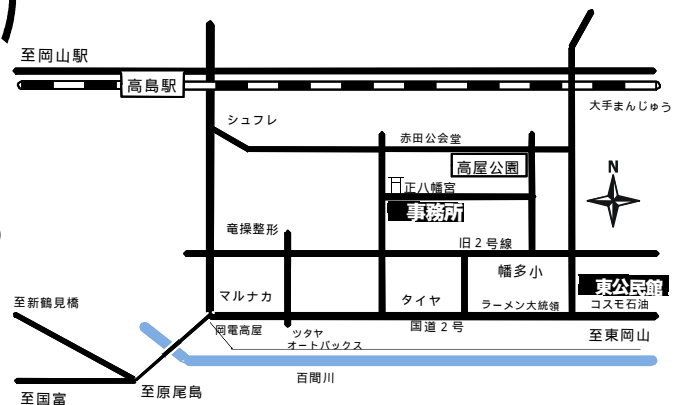 至岡山駅
高島駅
大手まんじゅう
シュフレ
赤田公会堂
高屋公園
N
正八幡宮
事務所
竜操整形
旧２号線
幡多小
東公民館
マルナカ
タイヤ
ラーメン大統領
コスモ石油
至新鶴見橋
岡電高屋
ツタヤ
オートバックス
国道２号
至東岡山
百間川
至原尾島
至国富